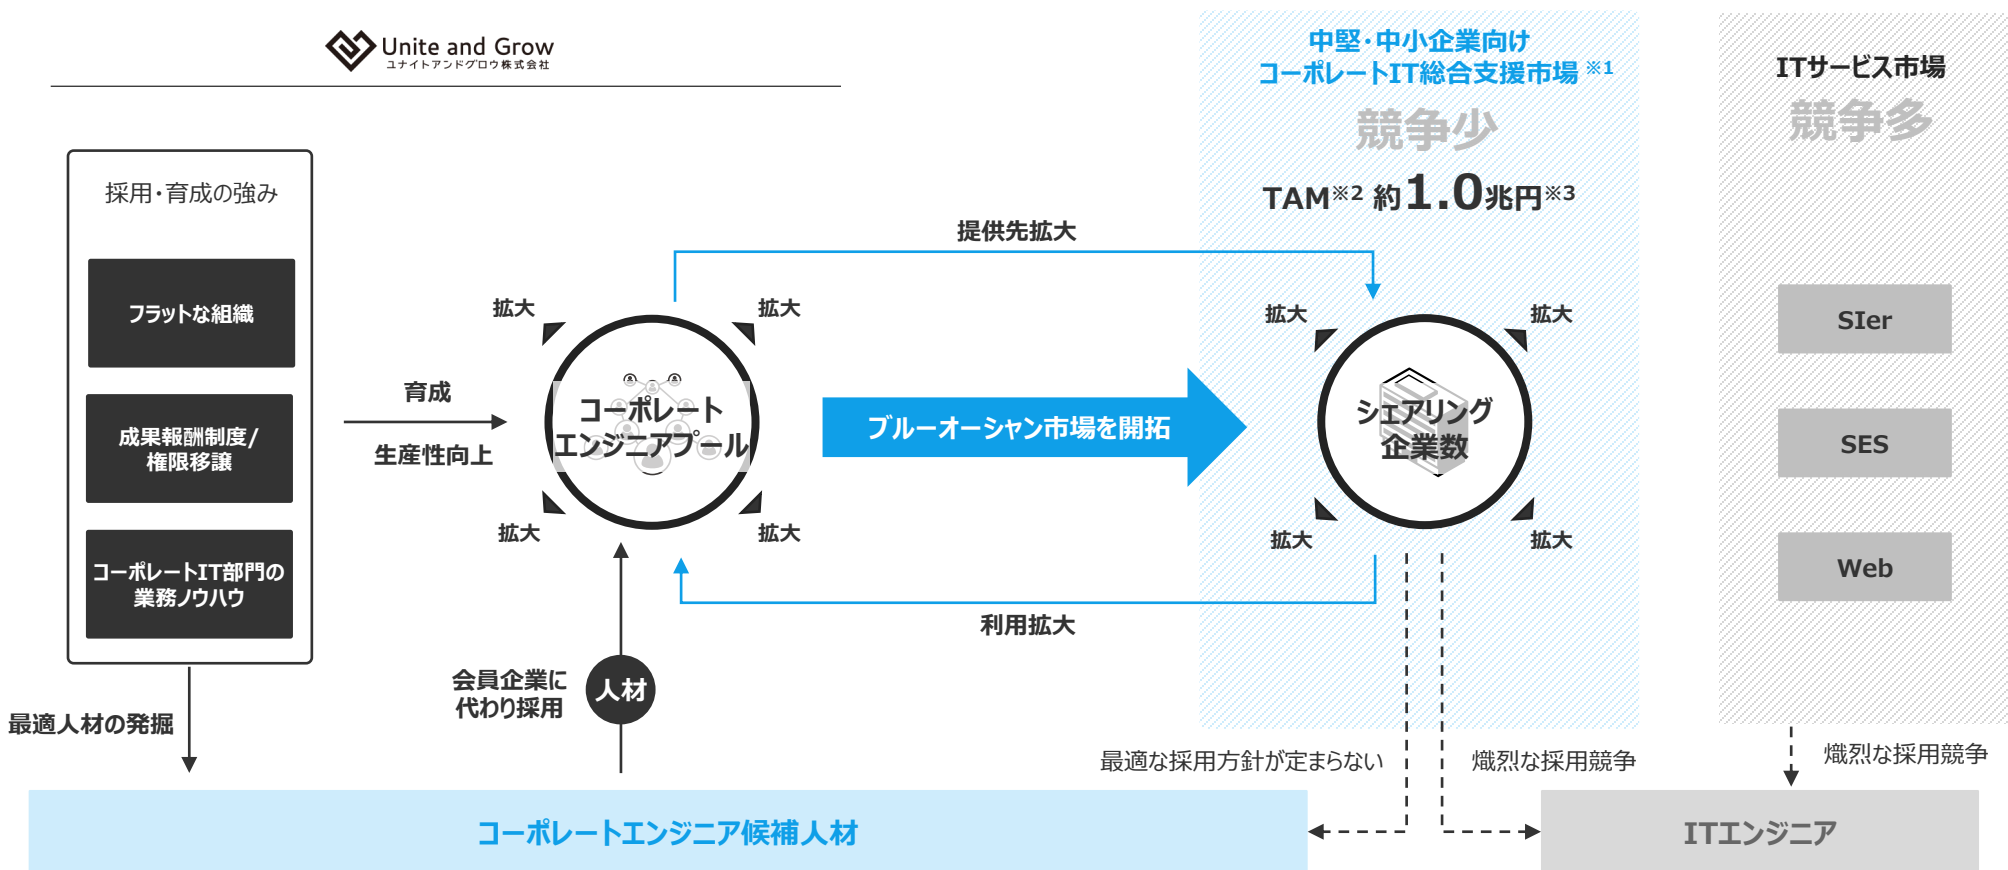 Unite and Grow
ユナイトアンドグロウ株式会社
採用・育成の強み
フラットな組織
成果報酬制度/
権限移譲
コーポレートIT部門の
業務ノウハウ
最適人材の発掘
育成
生産性向上
拡大
拡大
コーポレート
エンジニアプール
拡大
拡大
会員企業に
代わり採用
人材
提供先拡大
ブルーオーシャン市場を開拓
利用拡大
中堅・中小企業向け
コーポレートIT総合支援市場 ※1
競争少
TAM※2 約1.0兆円※3
拡大
拡大
シェアリング
企業数
拡大
拡大
最適な採用方針が定まらない
熾烈な採用競争
ITサービス市場
競争多
SIer
SES
Web
熾烈な採用競争
コーポレートエンジニア候補人材
ITエンジニア